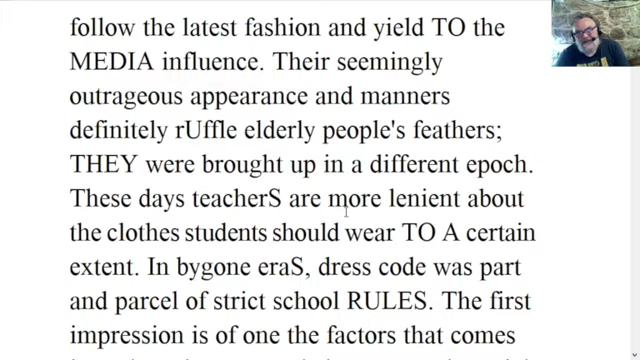 follow the latest fashion and yield TO the
MEDIA influence. Their seemingly
outrageous appearance and manners
definitely rUffle elderly people's feathers;
THEY were brought up in a different epoch.
These days teacherS are more lenient about
the clothes students should wear TO A certain
extent. In bygone eraS, dress code was part
and parcel of strict school RULES. The first
impression is of one the factors that comes